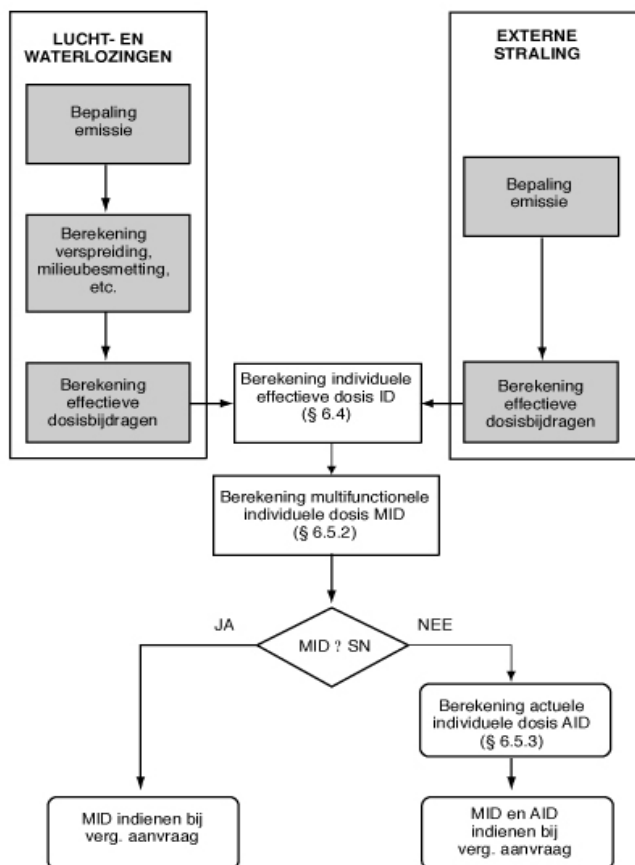 LUCHT- EN
WATERLOZINGEN
Bepaling
emissie
Berekening
verspreiding,
milieubesmetting,
etc.
Berekening
effectieve
dosisbijdragen
EXTERNE
STRALING
Bepaling
emissie
Berekening
effectieve
dosisbijdragen
Berekening individuele
effectieve dosis ID
(§ 6.4)
Berekening multifunctionele
individuele dosis MID
(§ 6.5.2)
JA
MID ? SN
NEE
Berekening actuele
individuele dosis AID
(§ 6.5.3)
MID indienen bij
verg. aanvraag
MID en AID
indienen bij
verg. aanvraag